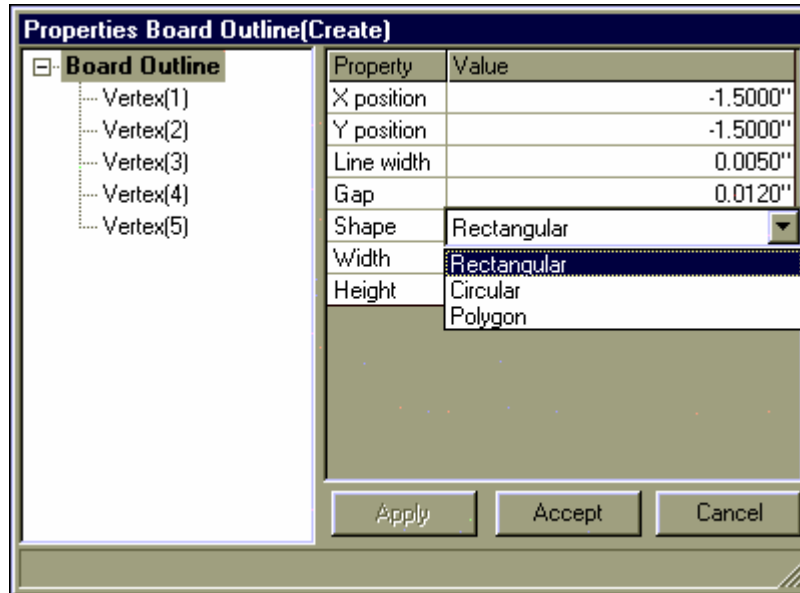 Properties Board Outline(Create)
Board Outline
Vertex(1)
Vertex(2)
Vertex(3)
Vertex(4)
Vertex(5)
Property Value
X position -1.5000"
Y position -1.5000"
Line width 0.0050"
Gap 0.0120"
Shape Rectangular
Width Rectangular
Height Circular
Polygon
Apply Accept Cancel